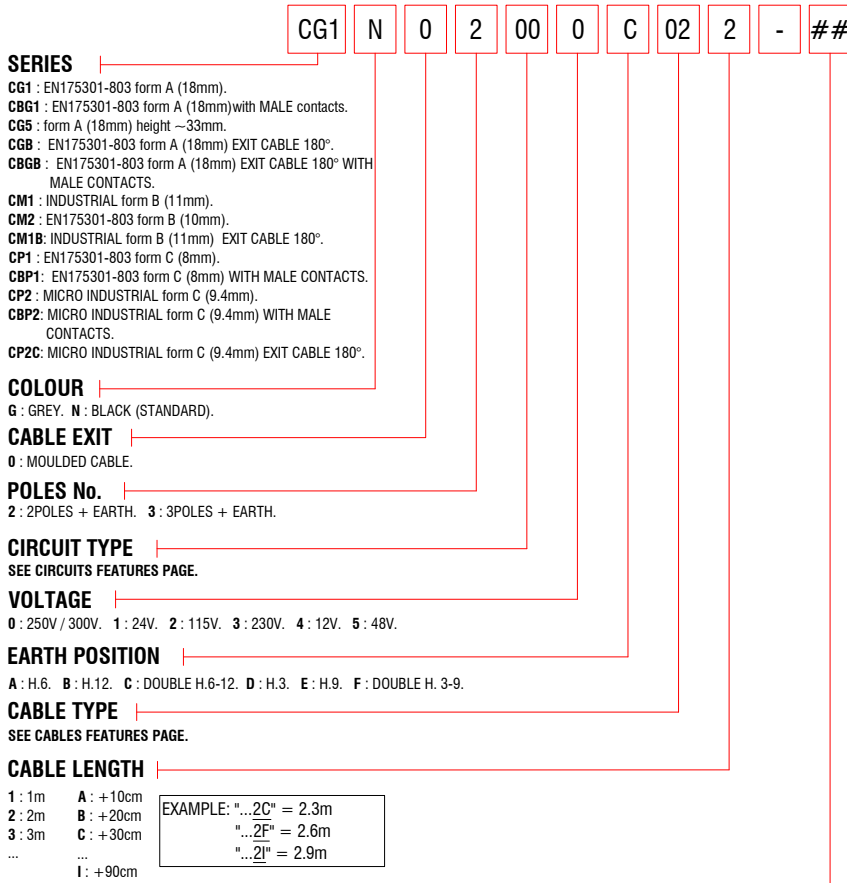 CG1 N 0 2 00 0 C 02 2 - ##
SERIES
CG1 : EN175301-803 form A (18mm).
CBG1 : EN175301-803 form A (18mm)with MALE contacts.
CG5 : form A (18mm) height ~33mm.
CGB : EN175301-803 form A (18mm) EXIT CABLE 180°.
CBGB : EN175301-803 form A (18mm) EXIT CABLE 180° WITH
MALE CONTACTS.
CM1 : INDUSTRIAL form B (11mm).
CM2 : EN175301-803 form B (10mm).
CM1B: INDUSTRIAL form B (11mm) EXIT CABLE 180°.
CP1 : EN175301-803 form C (8mm).
CBP1: EN175301-803 form C (8mm) WITH MALE CONTACTS.
CP2 : MICRO INDUSTRIAL form C (9.4mm).
CBP2: MICRO INDUSTRIAL form C (9.4mm) WITH MALE
CONTACTS.
CP2C: MICRO INDUSTRIAL form C (9.4mm) EXIT CABLE 180°.
COLOUR
G : GREY. N : BLACK (STANDARD).
CABLE EXIT
0 : MOULDED CABLE.
POLES No.
2 : 2POLES + EARTH. 3 : 3POLES + EARTH.
CIRCUIT TYPE
SEE CIRCUITS FEATURES PAGE.
VOLTAGE
0 : 250V / 300V. 1 : 24V. 2 : 115V. 3 : 230V. 4 : 12V. 5 : 48V.
EARTH POSITION
A : H.6. B : H.12. C : DOUBLE H.6-12. D : H.3. E : H.9. F : DOUBLE H. 3-9.
CABLE TYPE
SEE CABLES FEATURES PAGE.
CABLE LENGTH
1 : 1m A : +10cm
2 : 2m B : +20cm
3 : 3m C : +30cm
... ...
I : +90cm
EXAMPLE: "...2C" = 2.3m
"...2F" = 2.6m
"...2I" = 2.9m